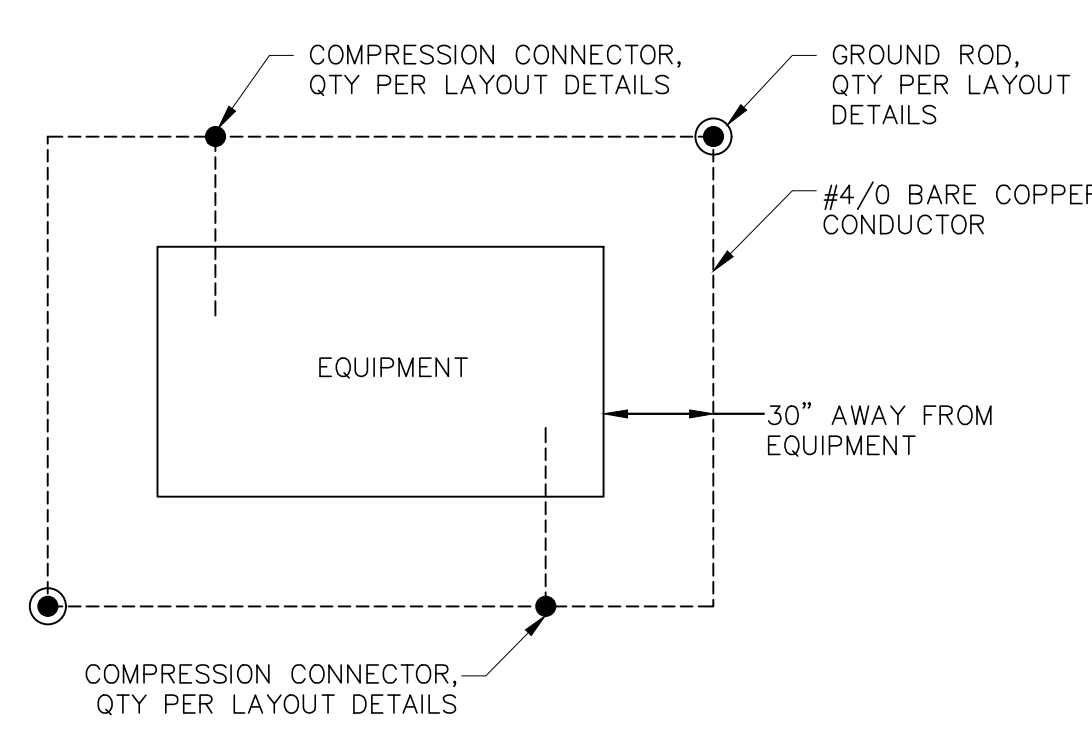 COMPRESSION CONNECTOR,
QTY PER LAYOUT DETAILS
GROUND ROD,
QTY PER LAYOUT
DETAILS
#4/0 BARE COPPER
CONDUCTOR
EQUIPMENT
30” AWAY FROM
EQUIPMENT
COMPRESSION CONNECTOR,
QTY PER LAYOUT DETAILS